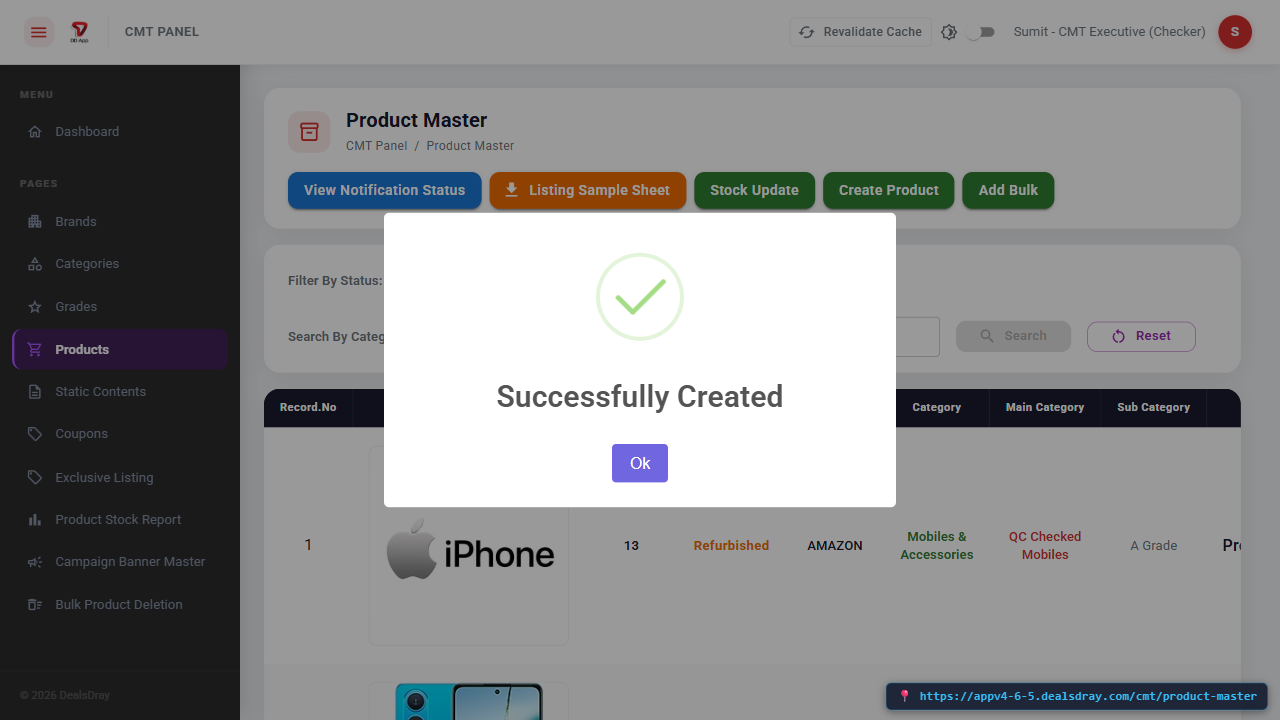 DD App
CMT PANEL
Revalidate Cache
Sumit - CMT Executive (Checker)
S
MENU
Dashboard
PAGES
Brands
Categories
Grades
Products
Static Contents
Coupons
Exclusive Listing
Product Stock Report
Campaign Banner Master
Bulk Product Deletion
© 2026 DealsDray
Product Master
CMT Panel / Product Master
View Notification Status
Listing Sample Sheet
Stock Update
Create Product
Add Bulk
Filter By Status:
Search By Categ
Search
Reset
Successfully Created
Ok
Record.No
Category
Main Category
Sub Category
1
iPhone
13
Refurbished
AMAZON
Mobiles &
Accessories
QC Checked
Mobiles
A Grade
https://appv4-6-5.dealsdray.com/cmt/product-master